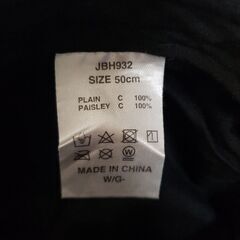 JBH932
SIZE 50cm
PLAIN C 100%
PAISLEY C 100%
MADE IN CHINA
W/G-